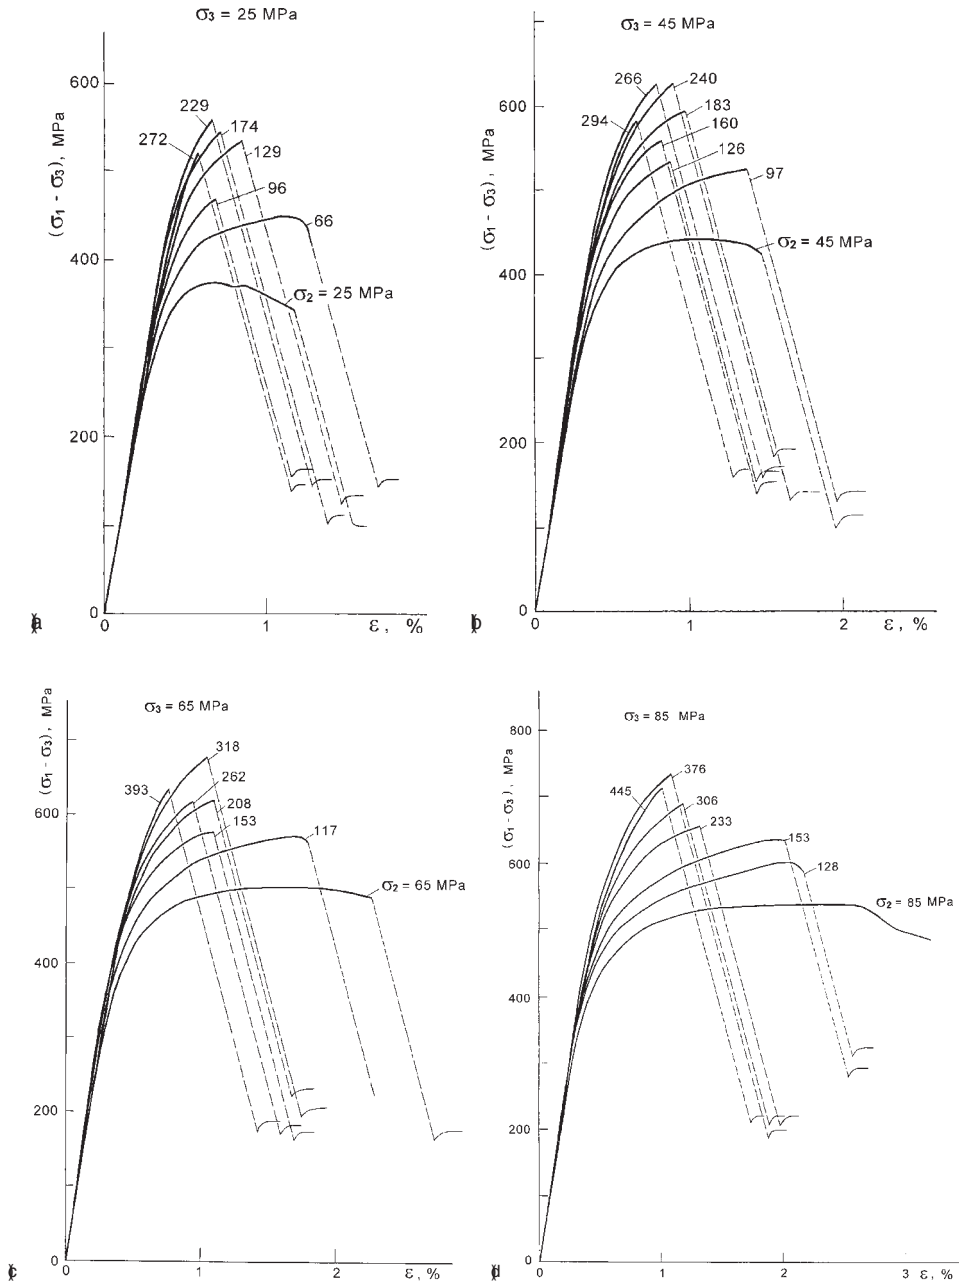 σ₃ = 25 MPa
(σ₁ - σ₃), MPa
600
400
200
0
229
174
272
129
96
66
σ₂ = 25 MPa
0
1
ε, %
a
σ₃ = 45 MPa
(σ₁ - σ₃), MPa
600
400
200
0
266
240
294
183
160
126
97
σ₂ = 45 MPa
0
1
2
ε, %
b
σ₃ = 65 MPa
(σ₁ - σ₃), MPa
600
400
200
0
318
393
262
208
153
117
σ₂ = 65 MPa
0
1
2
ε, %
c
σ₃ = 85 MPa
(σ₁ - σ₃), MPa
800
600
400
200
0
376
445
306
233
153
128
σ₂ = 85 MPa
0
1
2
3
ε, %
d